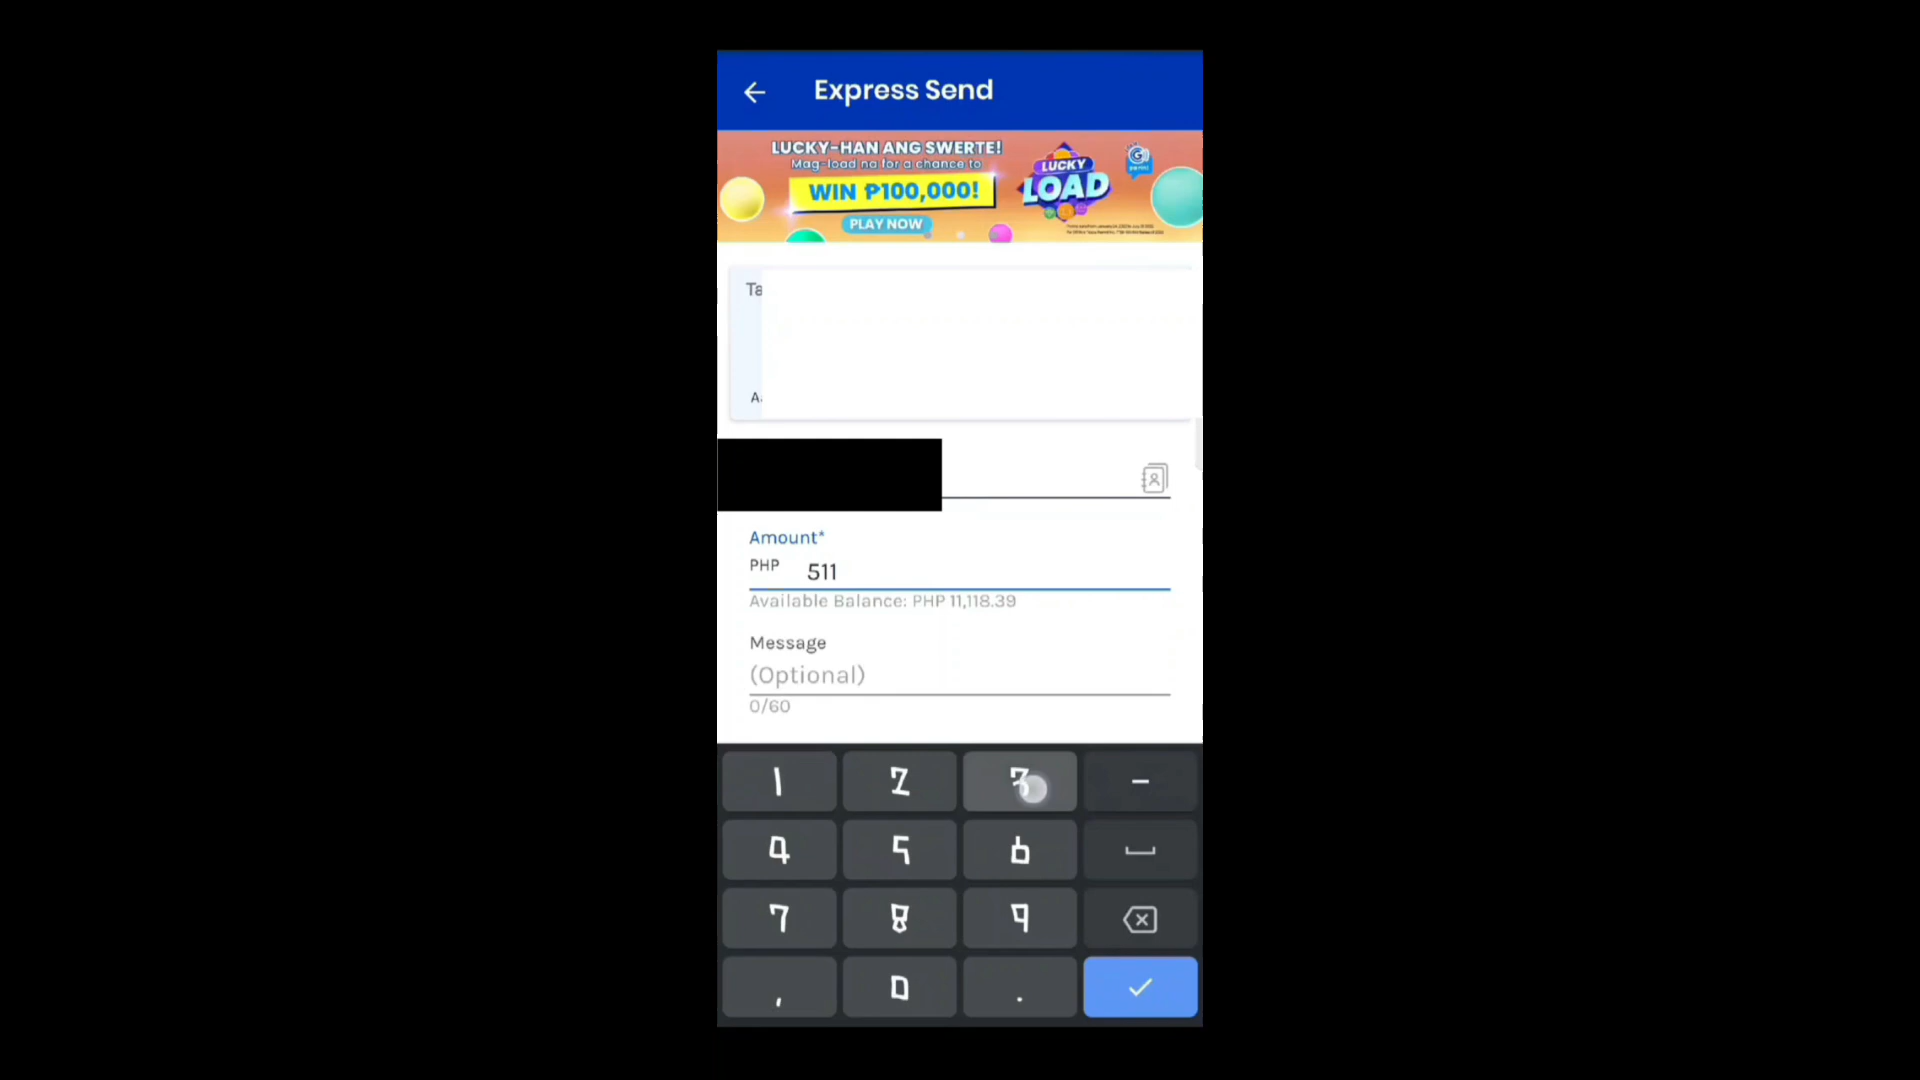 Express Send
LUCKY-HAN ANG SWERTE!
Mag-load na for a chance to
WIN ₱100,000!
PLAY NOW
LUCKY
LOAD
Amount*
PHP 511
Available Balance: PHP 11,118.39
Message
(Optional)
0/60
1 2 3 -
4 5 6
7 8 9
, 0 .